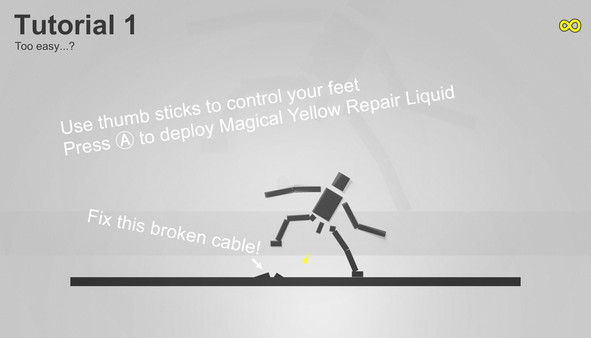 Tutorial 1
Too easy...?
∞
Use thumb sticks to control your feet
Press Ⓐ to deploy Magical Yellow Repair Liquid
Fix this broken cable!